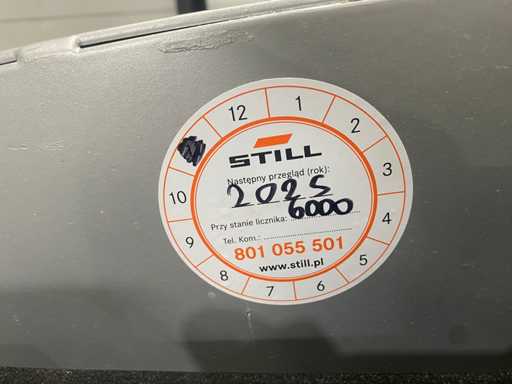 12
1
2
3
4
5
6
7
8
9
10
STILL
Następny przegląd (rok):
2025
Przy stanie licznika: 6000
Tel. Kom.:
801 055 501
www.still.pl